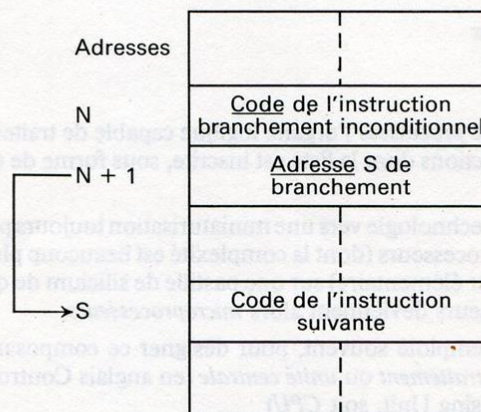 Adresses
N
Code de l'instruction
branchement inconditionnel
N + 1
Adresse S de
branchement
S
Code de l'instruction
suivante